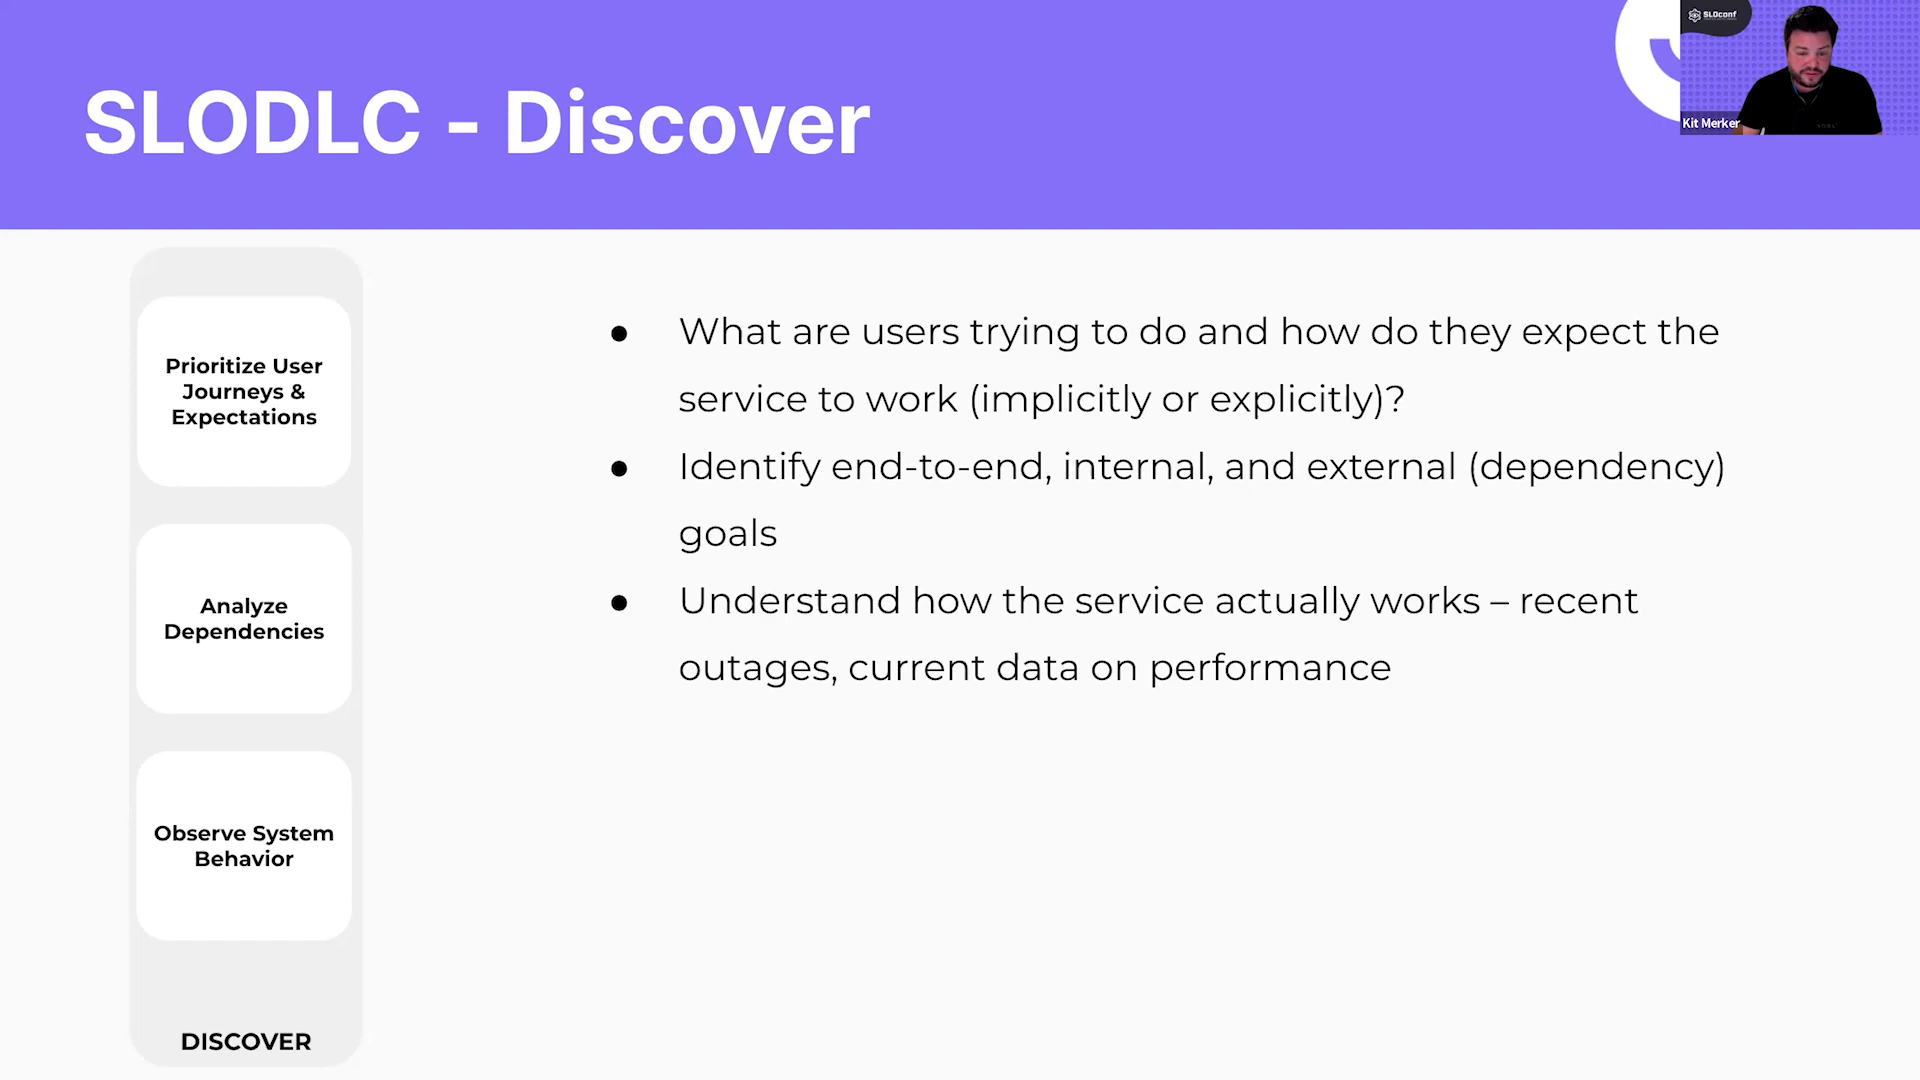 SLODLC - Discover
SLOconf
Kit Merker
Prioritize User
Journeys &
Expectations
Analyze
Dependencies
Observe System
Behavior
DISCOVER
● What are users trying to do and how do they expect the
service to work (implicitly or explicitly)?
● Identify end-to-end, internal, and external (dependency)
goals
● Understand how the service actually works – recent
outages, current data on performance